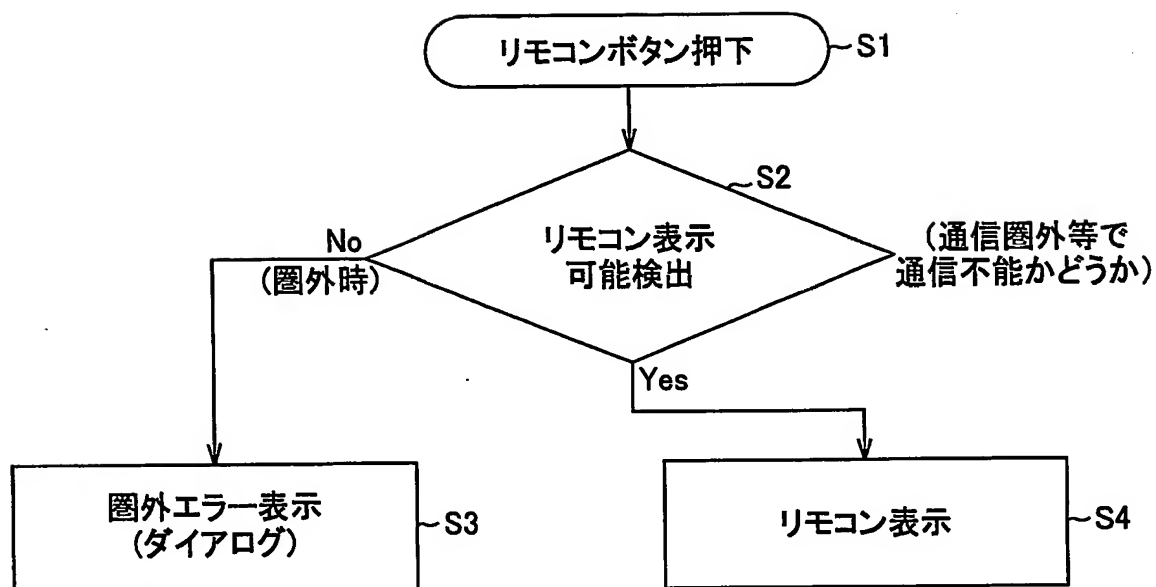 リモコンボタン押下
S1
S2
リモコン表示
可能検出
(通信圏外等で
通信不能かどうか)
No
(圏外時)
Yes
圏外エラー表示
(ダイアログ)
S3
リモコン表示
S4